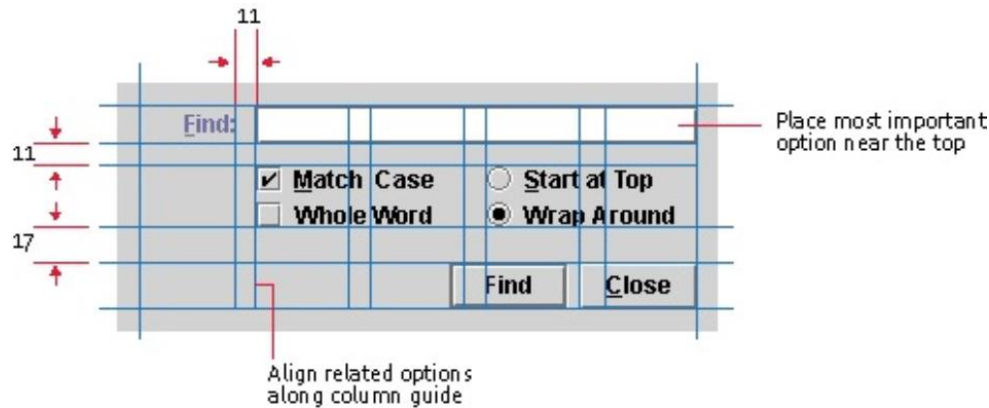 11
Find:
Place most important
option near the top
11
Match Case
Start at Top
Whole Word
Wrap Around
17
Find
Close
Align related options
along column guide